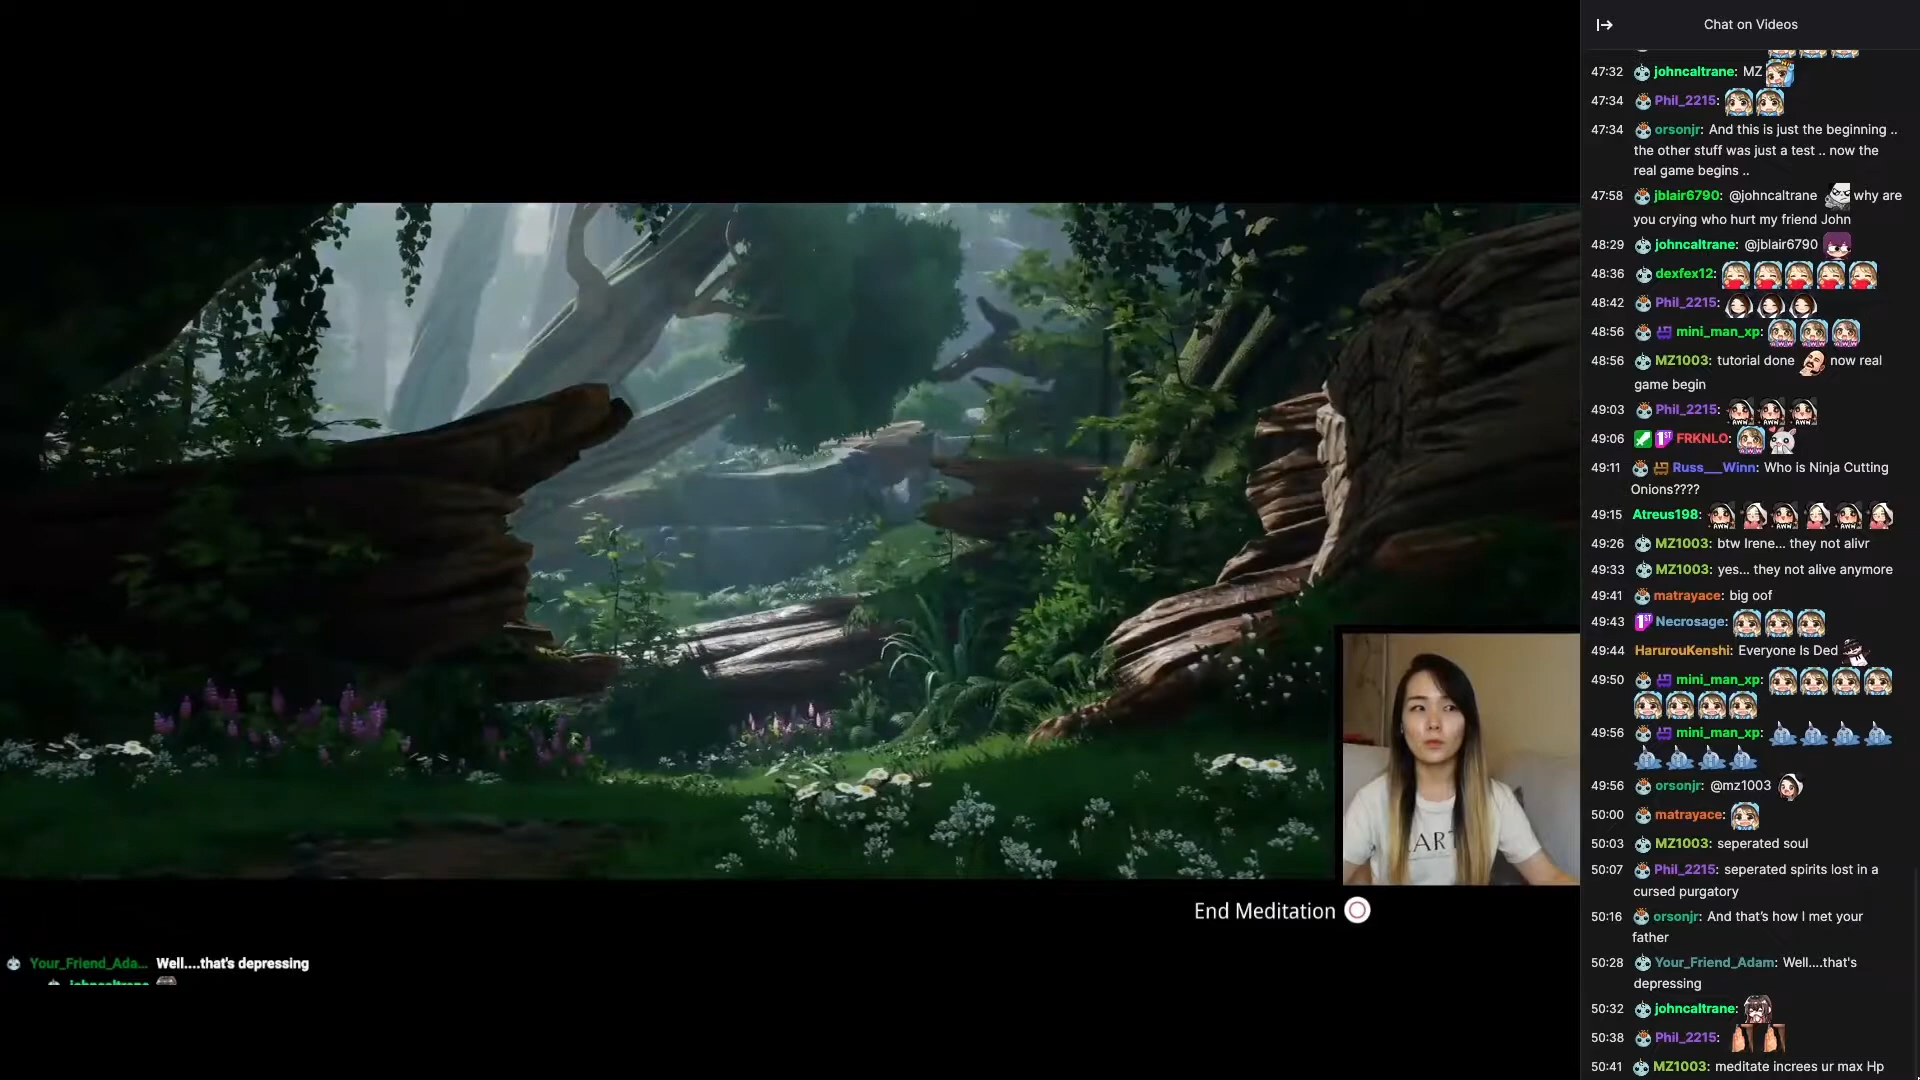 Chat on Videos
47:32 johncaltrane: MZ
47:34 Phil_2215:
47:34 orsonjr: And this is just the beginning ..
the other stuff was just a test .. now the
real game begins ..
47:58 jblair6790: @johncaltrane why are
you crying who hurt my friend John
48:29 johncaltrane: @jblair6790
48:36 dexfex12:
48:42 Phil_2215:
48:56 mini_man_xp:
48:56 MZ1003: tutorial done now real
game begin
49:03 Phil_2215:
AWW AWW AWW
49:06 1ST FRKNLO:
49:11 Russ__Winn: Who is Ninja Cutting
Onions????
49:15 Atreus198:
AWW AWW AWW
49:26 MZ1003: btw Irene... they not alivr
49:33 MZ1003: yes... they not alive anymore
49:41 matrayace: big oof
49:43 1ST Necrosage:
49:44 HarurouKenshi: Everyone Is Ded
49:50 mini_man_xp:
49:56 mini_man_xp:
49:56 orsonjr: @mz1003
50:00 matrayace:
50:03 MZ1003: seperated soul
50:07 Phil_2215: seperated spirits lost in a
cursed purgatory
50:16 orsonjr: And that's how I met your
father
50:28 Your_Friend_Adam: Well....that's
depressing
50:32 johncaltrane:
50:38 Phil_2215:
50:41 MZ1003: meditate increes ur max Hp
End Meditation
Your_Friend_Ada... Well....that's depressing
johncaltrane